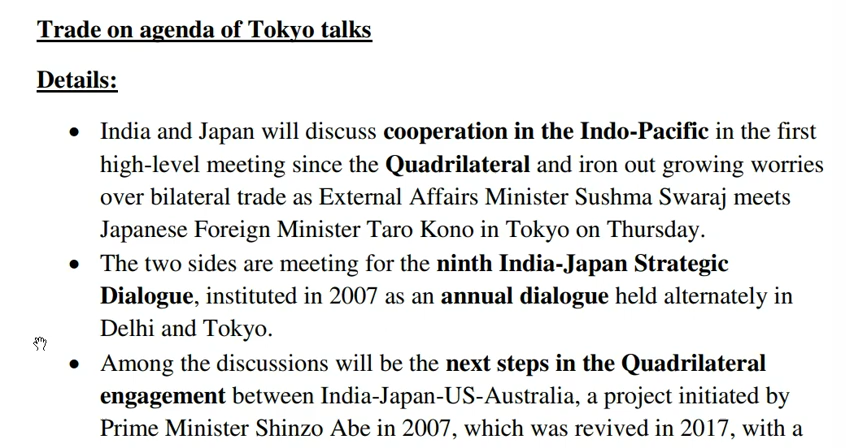 Trade on agenda of Tokyo talks
Details:
• India and Japan will discuss cooperation in the Indo-Pacific in the first
high-level meeting since the Quadrilateral and iron out growing worries
over bilateral trade as External Affairs Minister Sushma Swaraj meets
Japanese Foreign Minister Taro Kono in Tokyo on Thursday.
• The two sides are meeting for the ninth India-Japan Strategic
Dialogue, instituted in 2007 as an annual dialogue held alternately in
Delhi and Tokyo.
• Among the discussions will be the next steps in the Quadrilateral
engagement between India-Japan-US-Australia, a project initiated by
Prime Minister Shinzo Abe in 2007, which was revived in 2017, with a